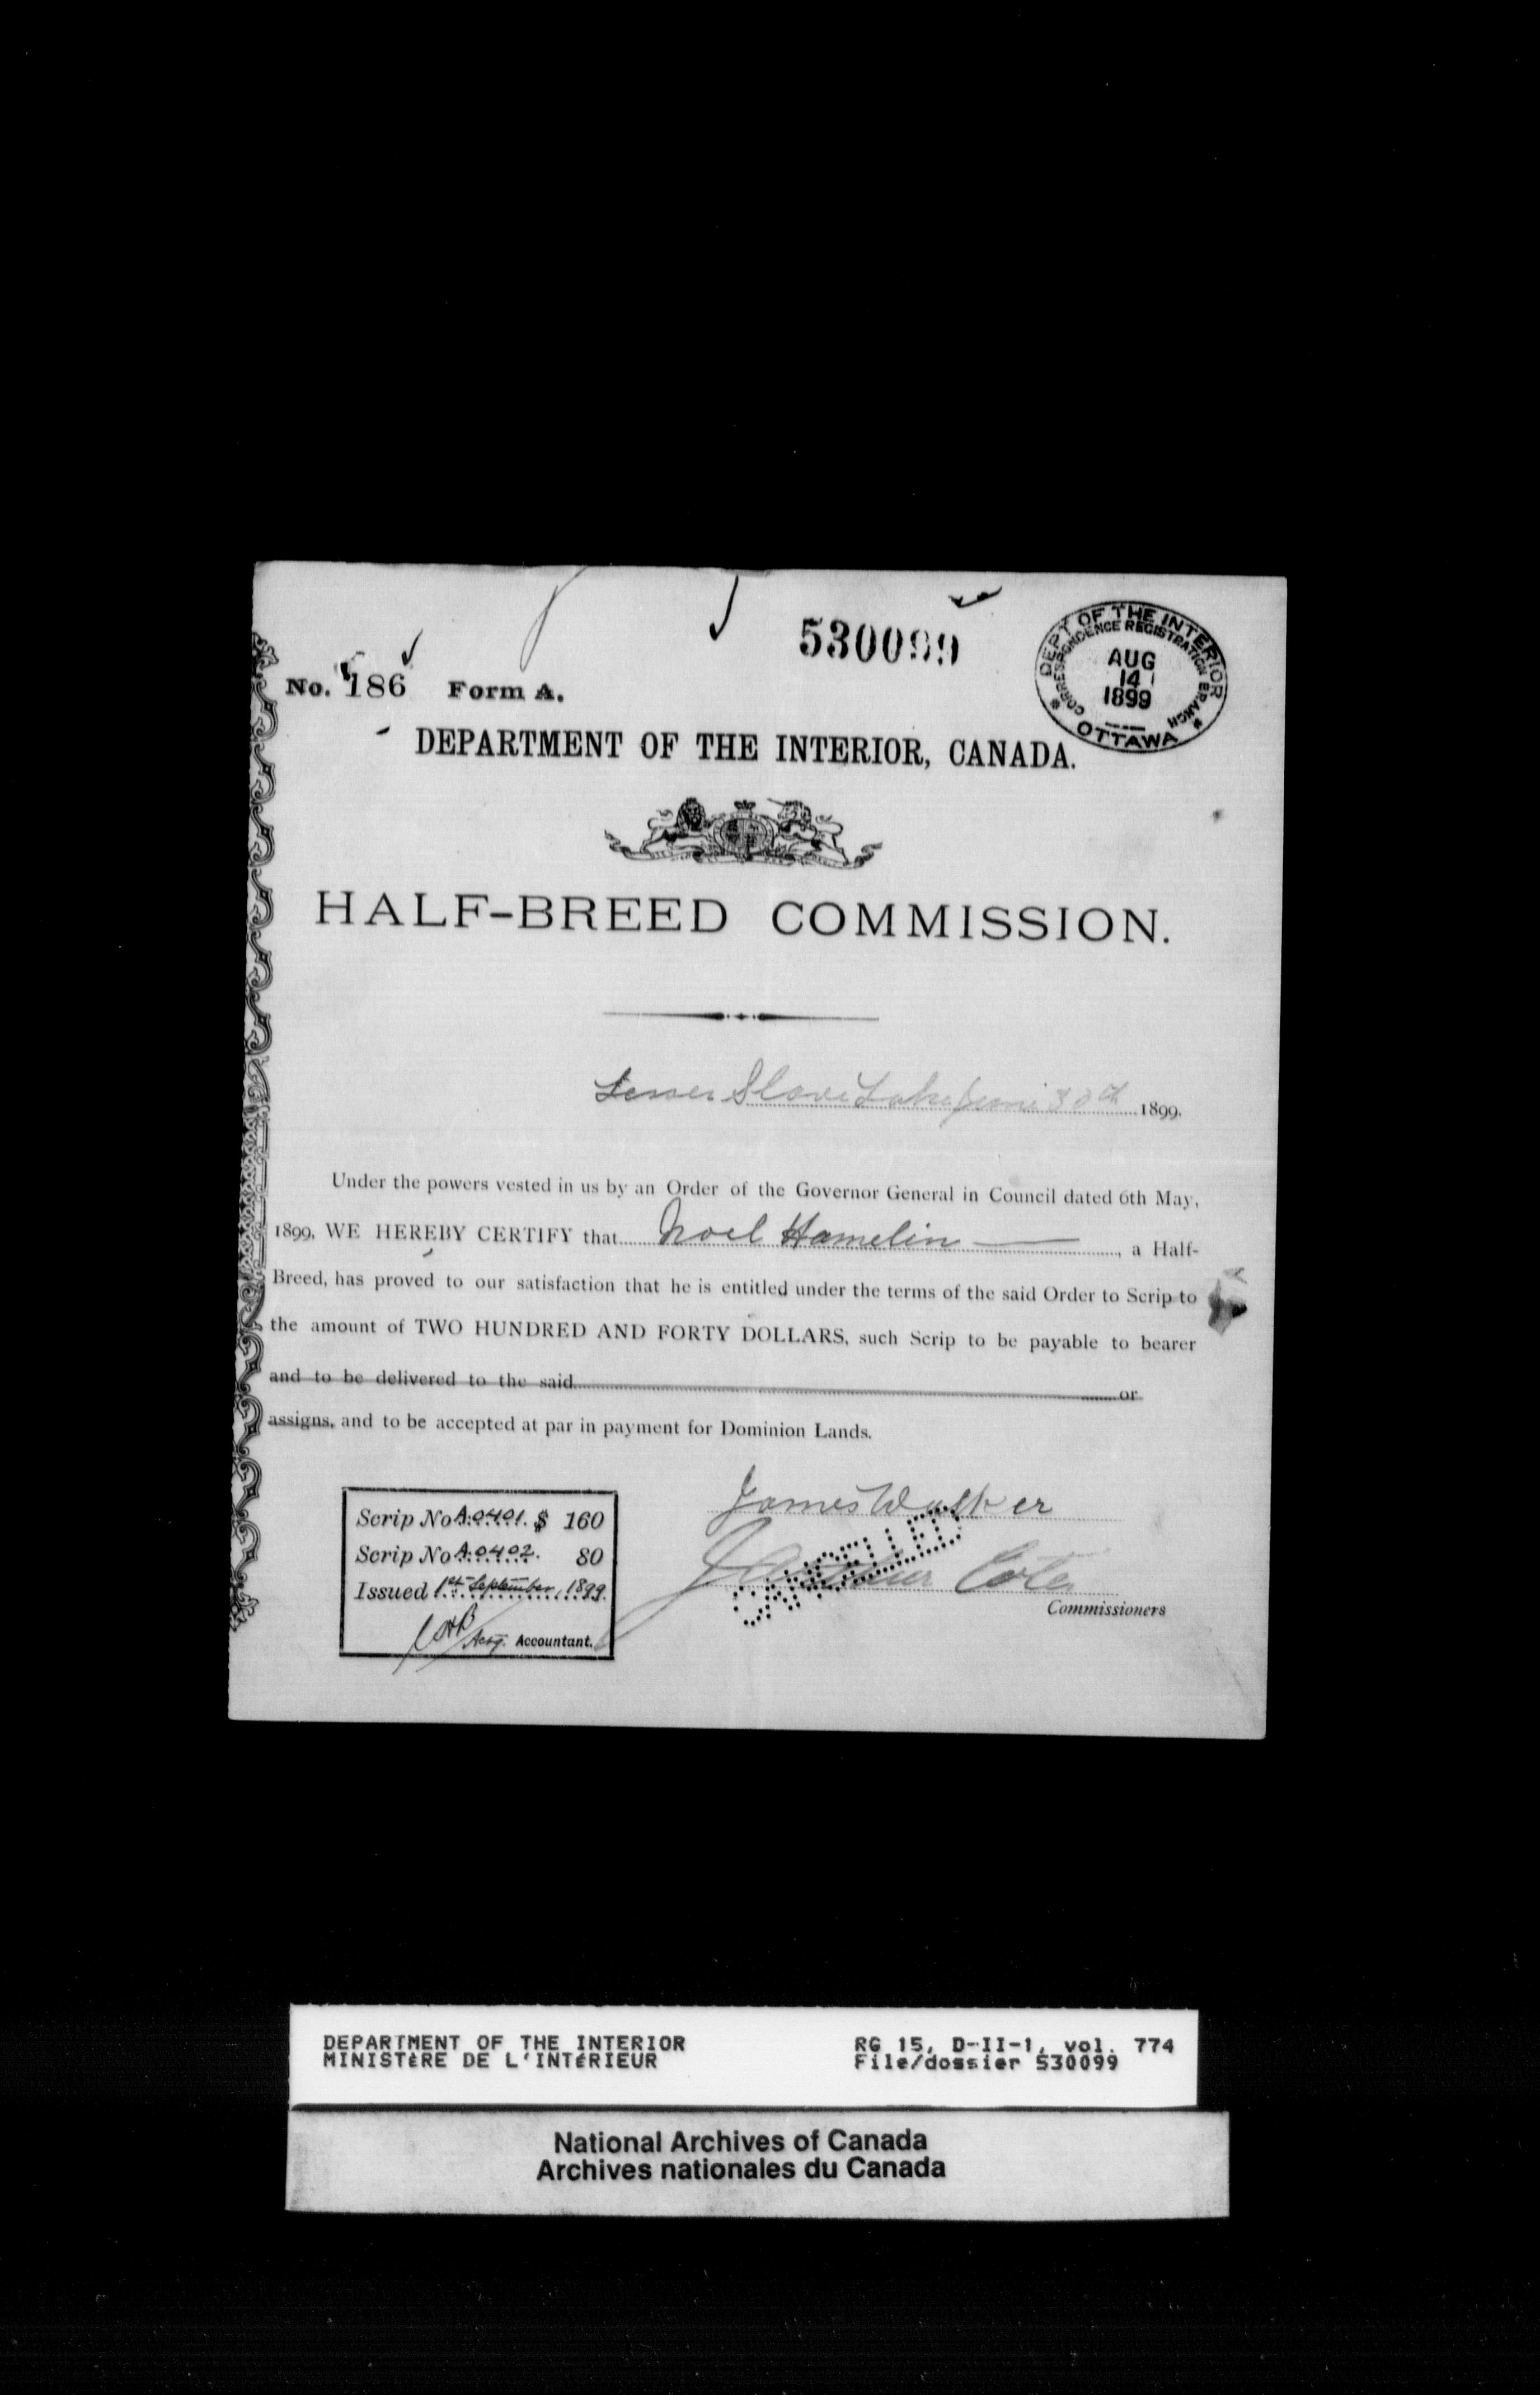 530099
DEPT OF THE INTERIOR
CORRESPONDENCE REGISTRATION BRANCH
AUG
14
1899
OTTAWA
No. 186 Form A.
DEPARTMENT OF THE INTERIOR, CANADA.
HALF-BREED COMMISSION.
Lesser Slave Lake June 30th 1899.
Under the powers vested in us by an Order of the Governor General in Council dated 6th May,
1899, WE HEREBY CERTIFY that Noel Hamelin, a Half-
Breed, has proved to our satisfaction that he is entitled under the terms of the said Order to Scrip to
the amount of TWO HUNDRED AND FORTY DOLLARS, such Scrip to be payable to bearer
and to be delivered to the said or
assigns, and to be accepted at par in payment for Dominion Lands.
James Walker
J Arthur Coté
CANCELLED
Commissioners
Scrip No A.0401. $ 160
Scrip No A.0402. 80
Issued 1st September, 1899.
Actg. Accountant.
DEPARTMENT OF THE INTERIOR
MINISTÈRE DE L'INTÉRIEUR
RG 15, D-II-1, vol. 774
File/dossier 530099
National Archives of Canada
Archives nationales du Canada